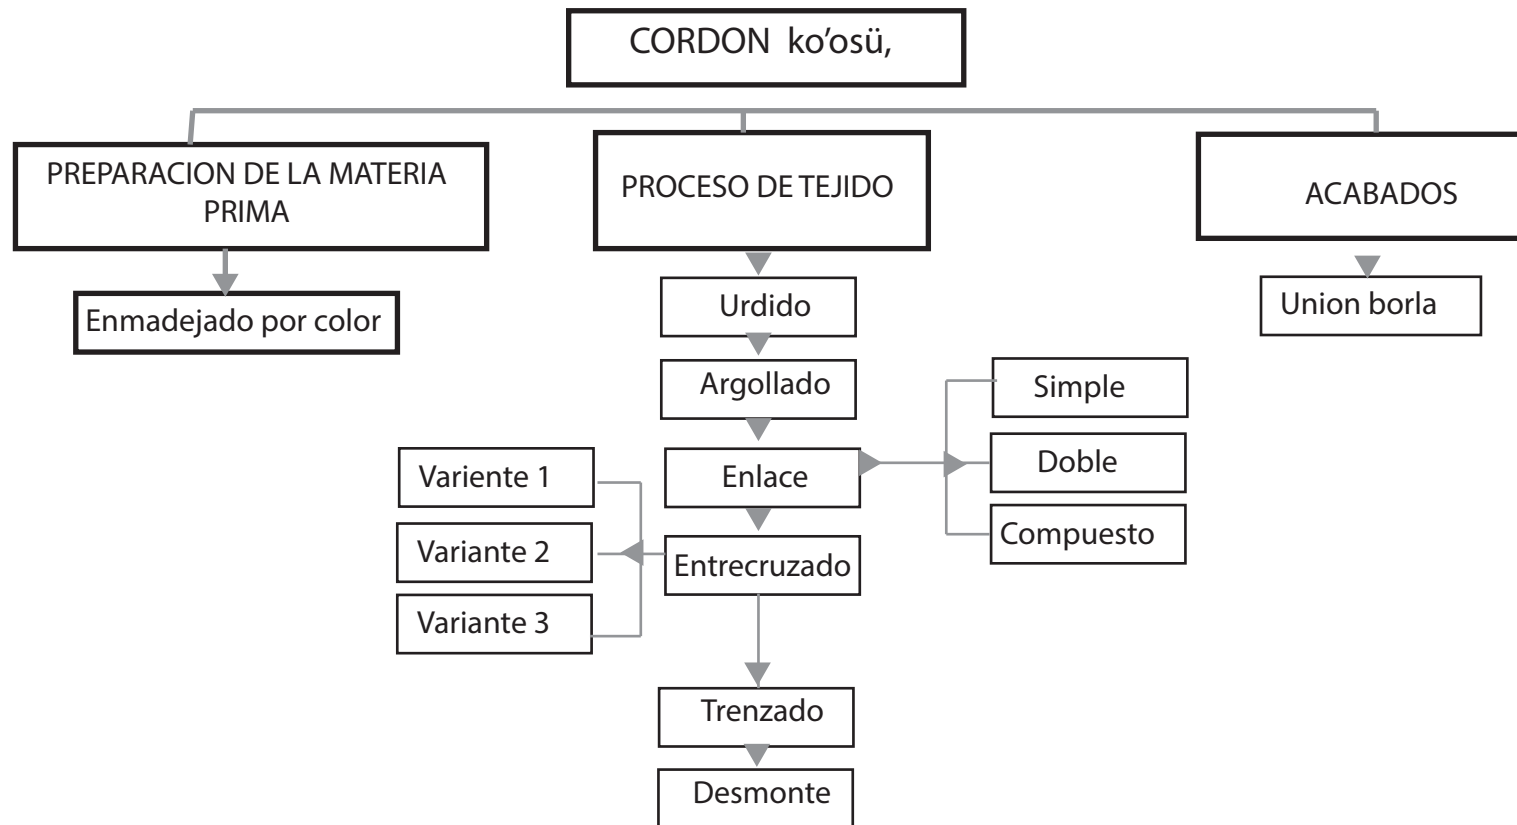 CORDON ko'osü,
PREPARACION DE LA MATERIA
PRIMA
PROCESO DE TEJIDO
ACABADOS
Enmadejado por color
Urdido
Union borla
Argollado
Simple
Variente 1
Enlace
Doble
Variante 2
Entrecruzado
Compuesto
Variante 3
Trenzado
Desmonte